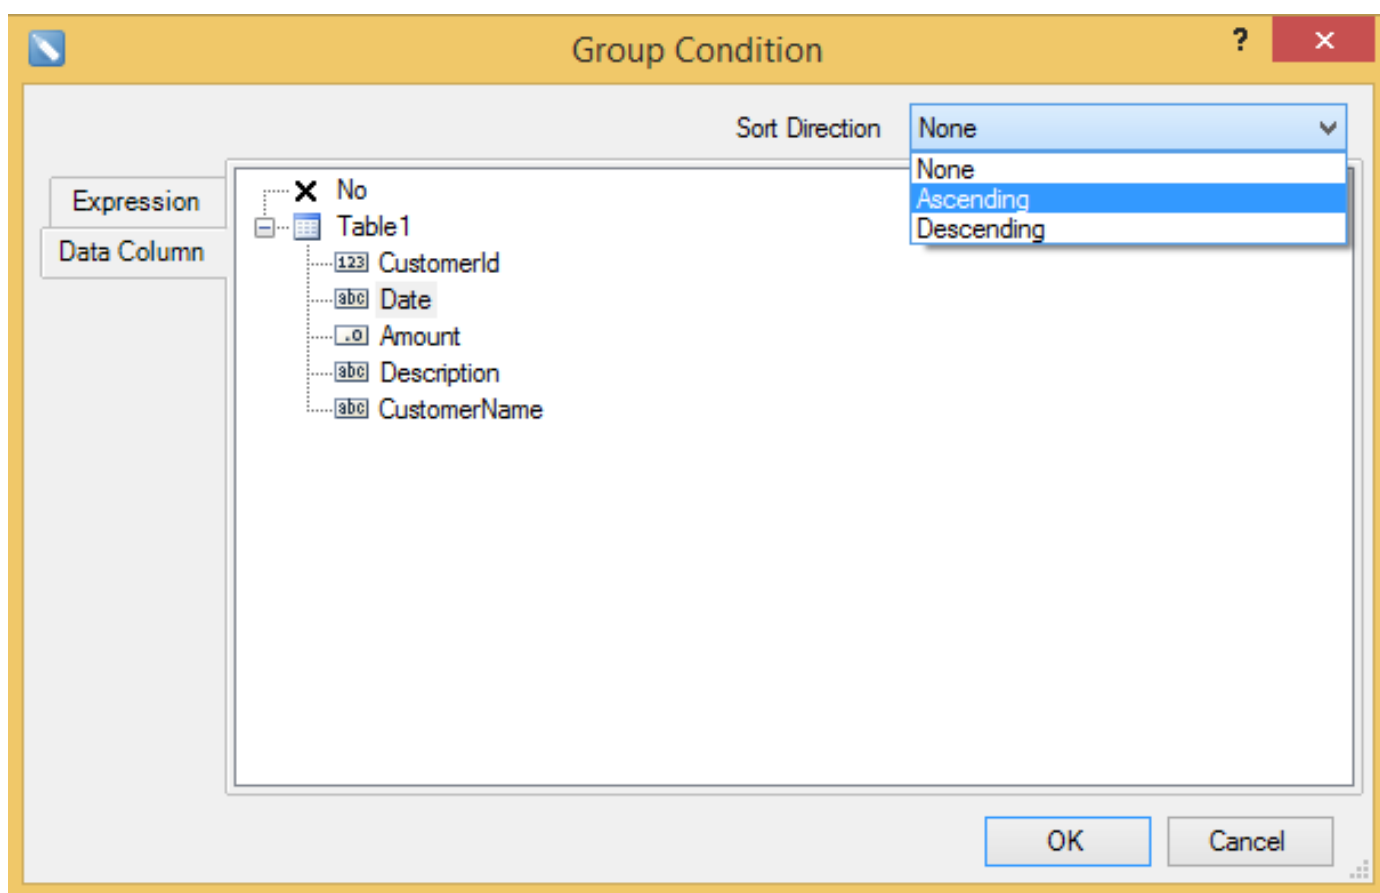 Group Condition
?
Sort Direction
None
None
Ascending
Descending
Expression
Data Column
No
Table1
123 CustomerId
abc Date
.0 Amount
abc Description
abc CustomerName
OK
Cancel